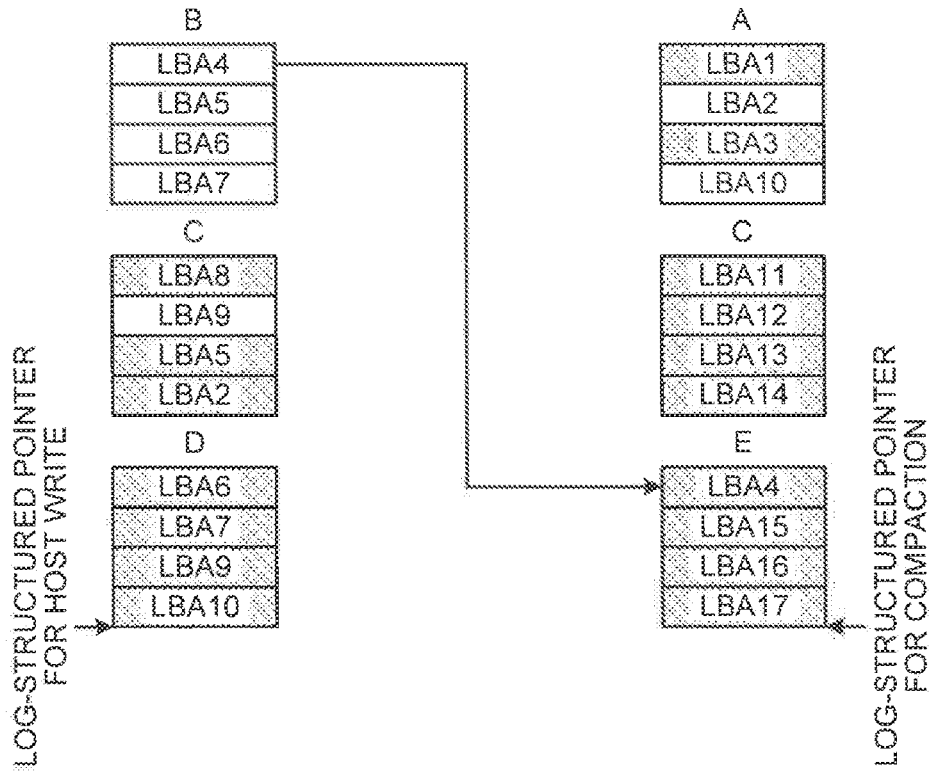 B
LBA4
LBA5
LBA6
LBA7
C
LBA8
LBA9
LBA5
LBA2
D
LBA6
LBA7
LBA9
LBA10
LOG-STRUCTURED POINTER
FOR HOST WRITE
A
LBA1
LBA2
LBA3
LBA10
C
LBA11
LBA12
LBA13
LBA14
E
LBA4
LBA15
LBA16
LBA17
LOG-STRUCTURED POINTER
FOR COMPACTION